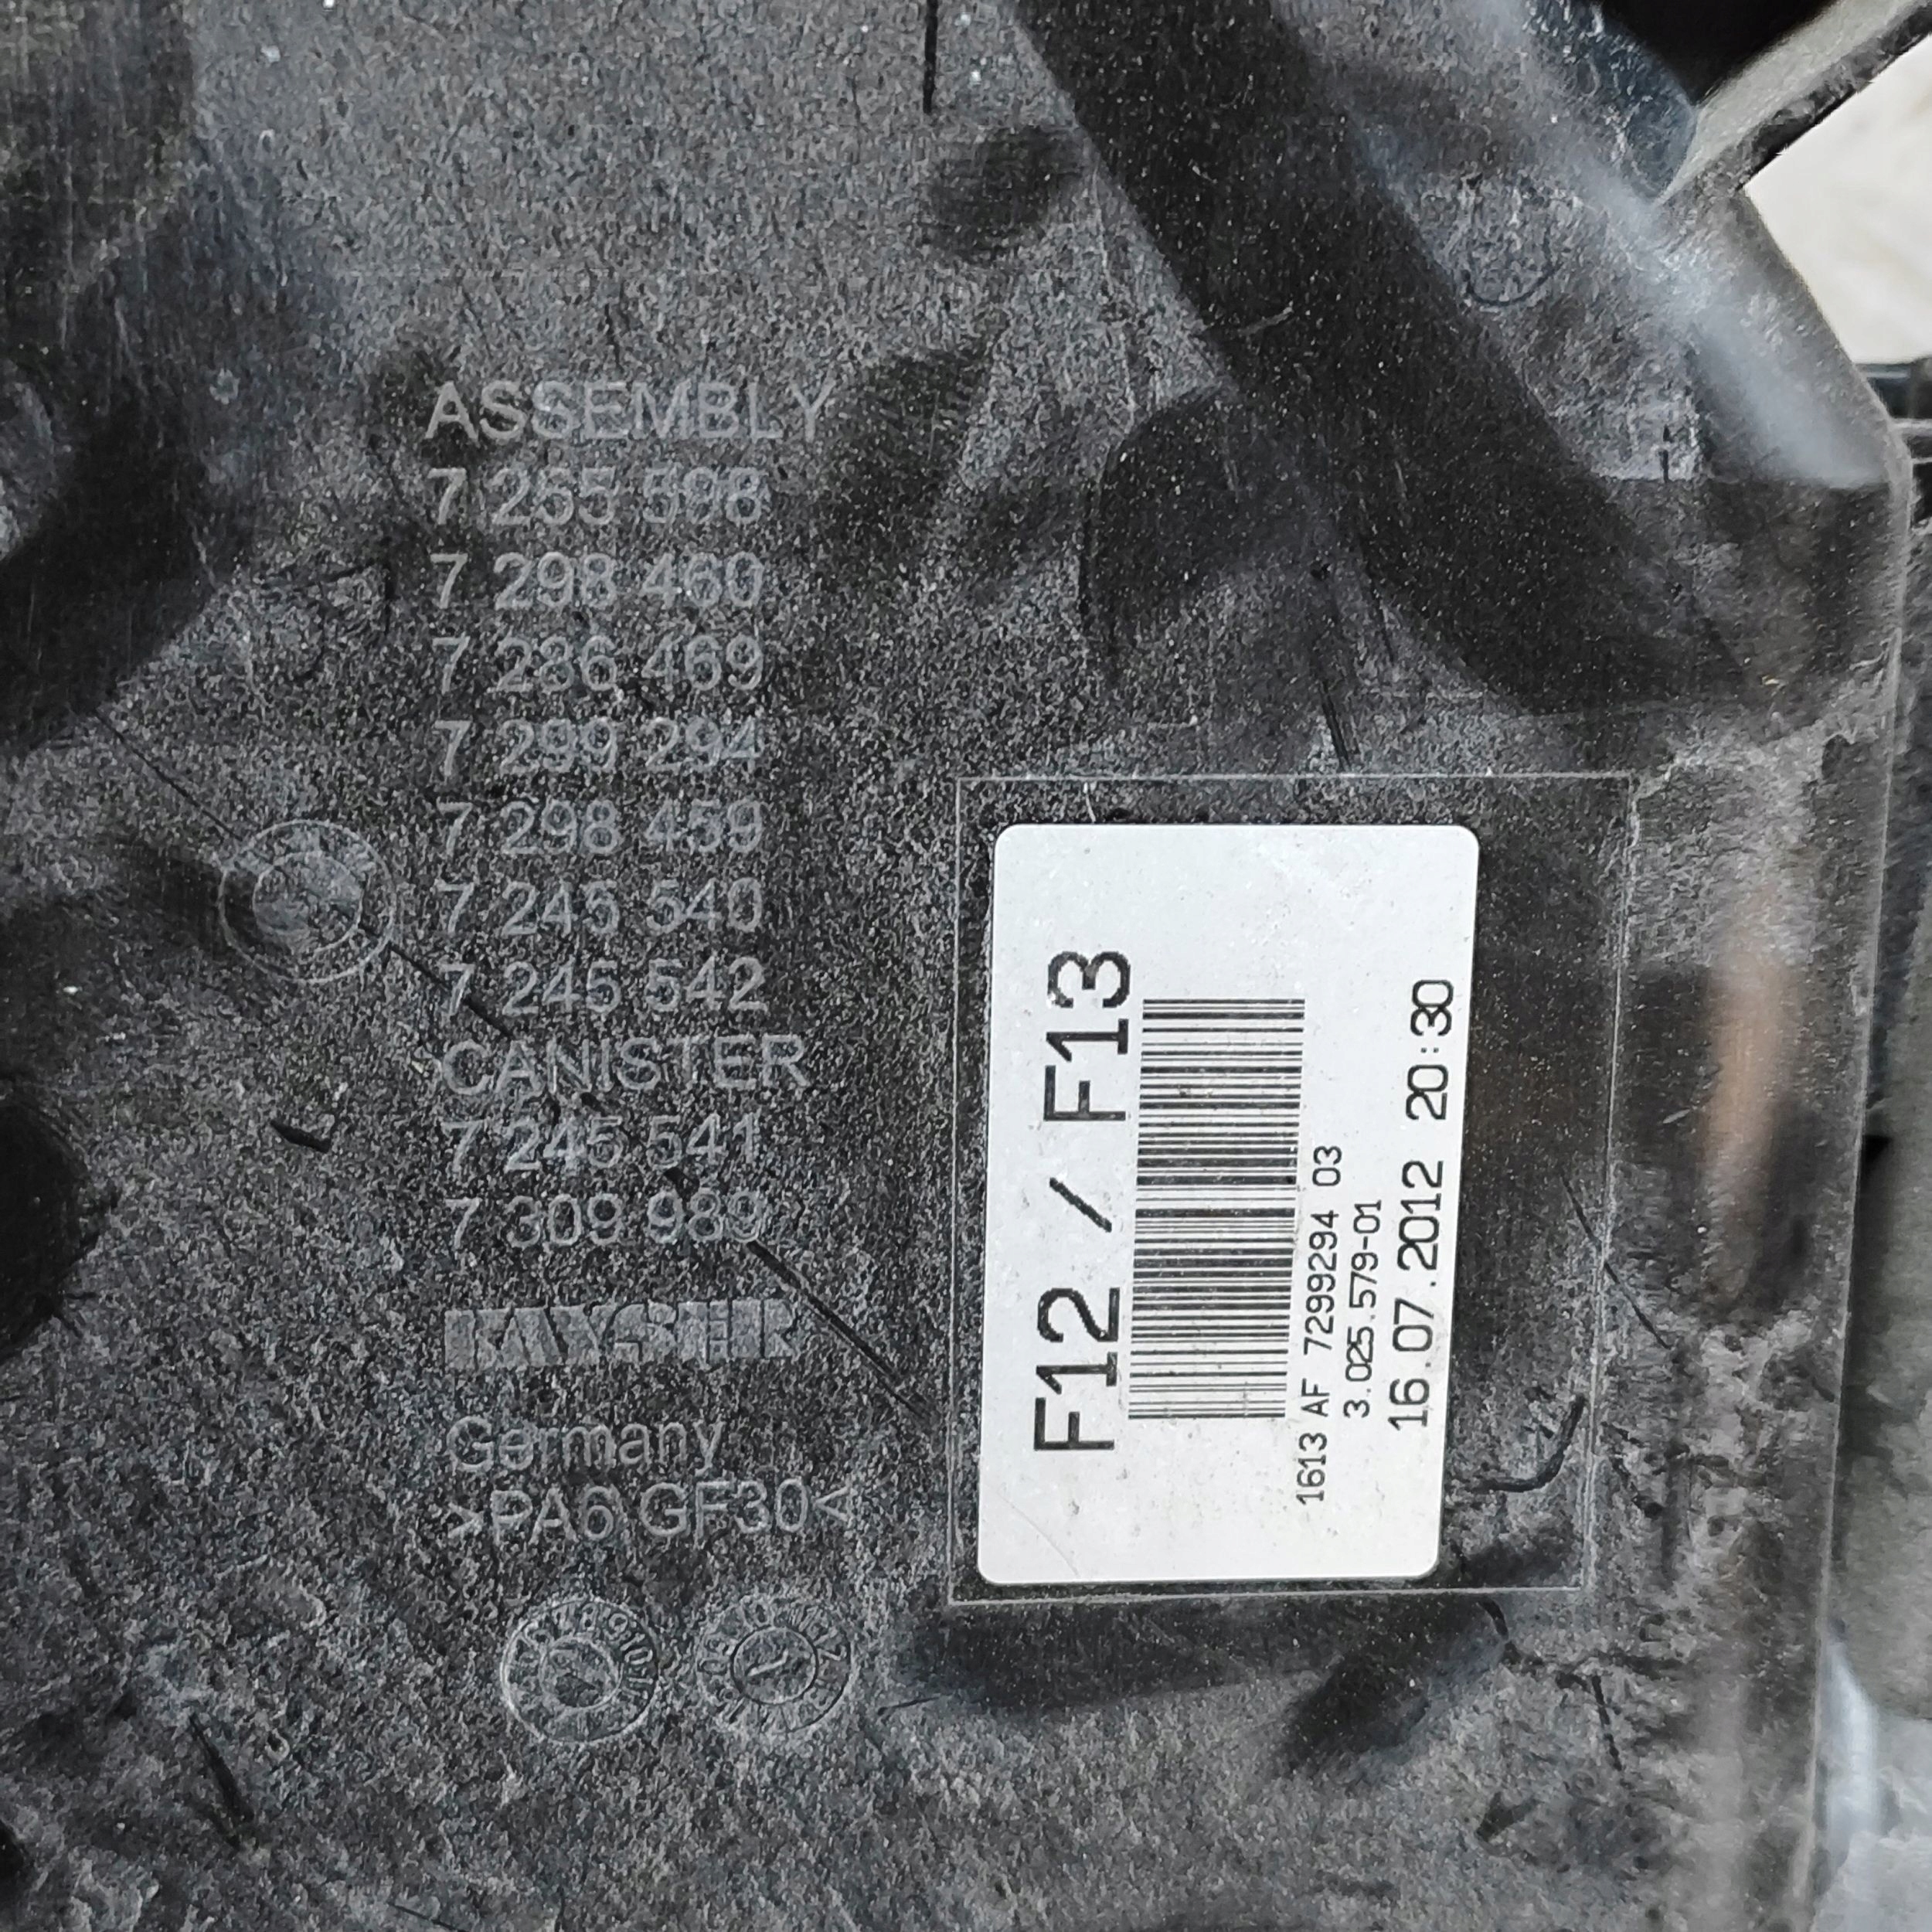 ASSEMBLY
7 255 598
7 298 460
7 286 469
7 299 294
7 298 459
7 245 540
7 245 542
CANISTER
7 245 541
7 309 989
KAYSER
Germany
>PA6 GF30<
F12 / F13
1613 AF 7299294 03
3.025.579-01
16.07.2012 20:30